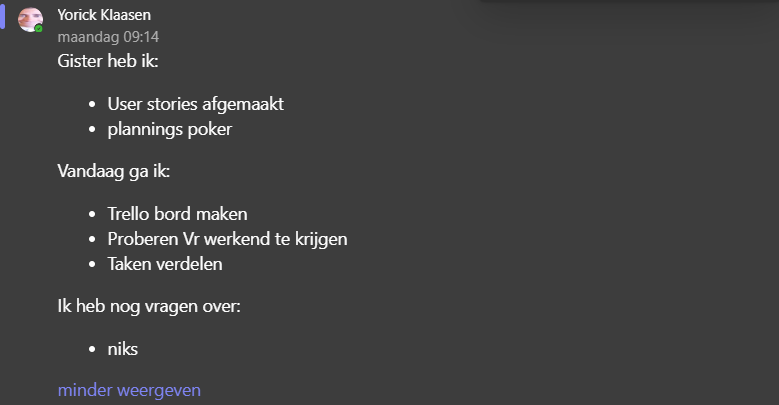 Yorick Klaasen
maandag 09:14
Gister heb ik:
• User stories afgemaakt
• plannings poker
Vandaag ga ik:
• Trello bord maken
• Proberen Vr werkend te krijgen
• Taken verdelen
Ik heb nog vragen over:
• niks
minder weergeven